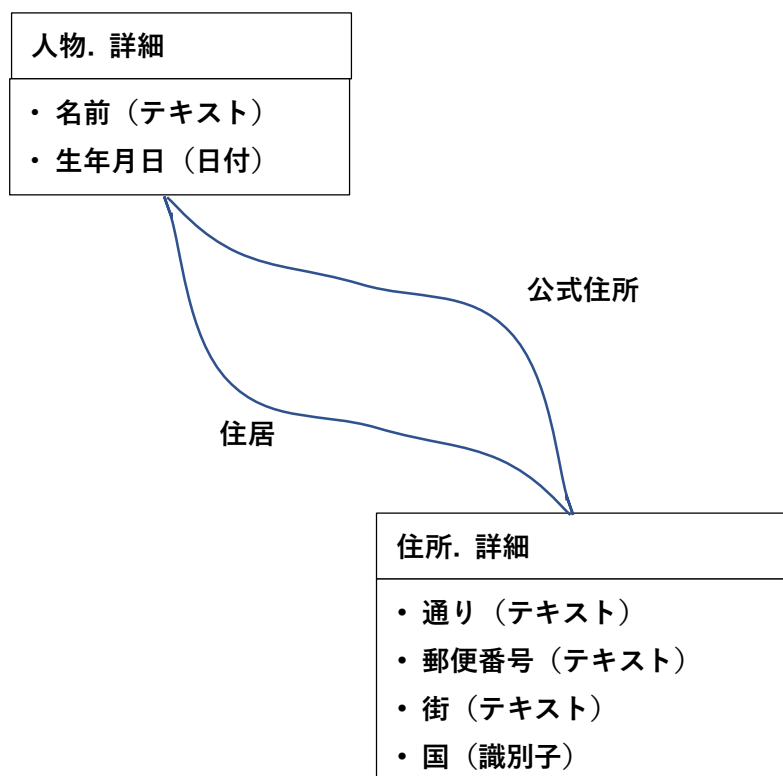 人物. 詳細
• 名前（テキスト）
• 生年月日（日付）
公式住所
住居
住所. 詳細
• 通り（テキスト）
• 郵便番号（テキスト）
• 街（テキスト）
• 国（識別子）